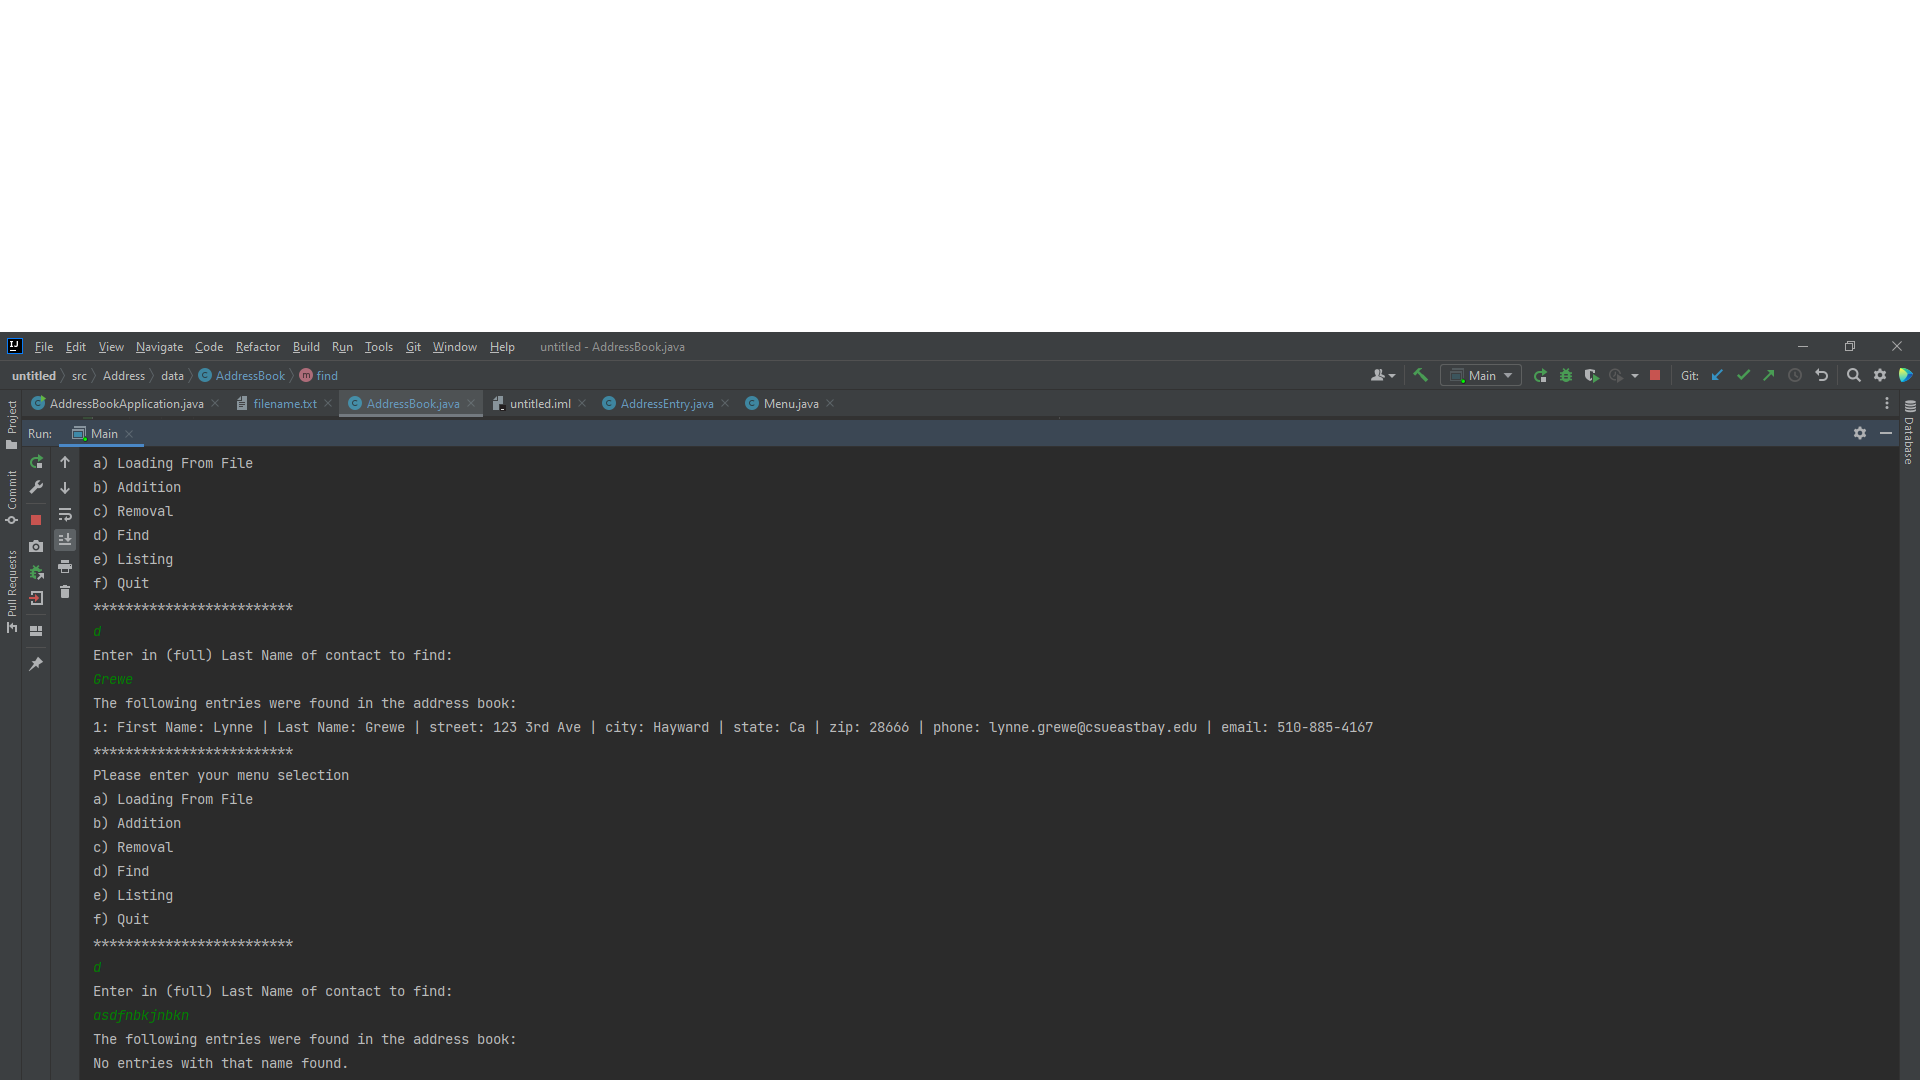 File Edit View Navigate Code Refactor Build Run Tools Git Window Help untitled - AddressBook.java
untitled src Address data AddressBook find
Main Git:
AddressBookApplication.java filename.txt AddressBook.java untitled.iml AddressEntry.java Menu.java
Run: Main
Project
Commit
Pull Requests
Database
a) Loading From File
b) Addition
c) Removal
d) Find
e) Listing
f) Quit
*************************
d
Enter in (full) Last Name of contact to find:
Grewe
The following entries were found in the address book:
1: First Name: Lynne | Last Name: Grewe | street: 123 3rd Ave | city: Hayward | state: Ca | zip: 28666 | phone: lynne.grewe@csueastbay.edu | email: 510-885-4167
*************************
Please enter your menu selection
a) Loading From File
b) Addition
c) Removal
d) Find
e) Listing
f) Quit
*************************
d
Enter in (full) Last Name of contact to find:
asdfnbkjnbkn
The following entries were found in the address book:
No entries with that name found.